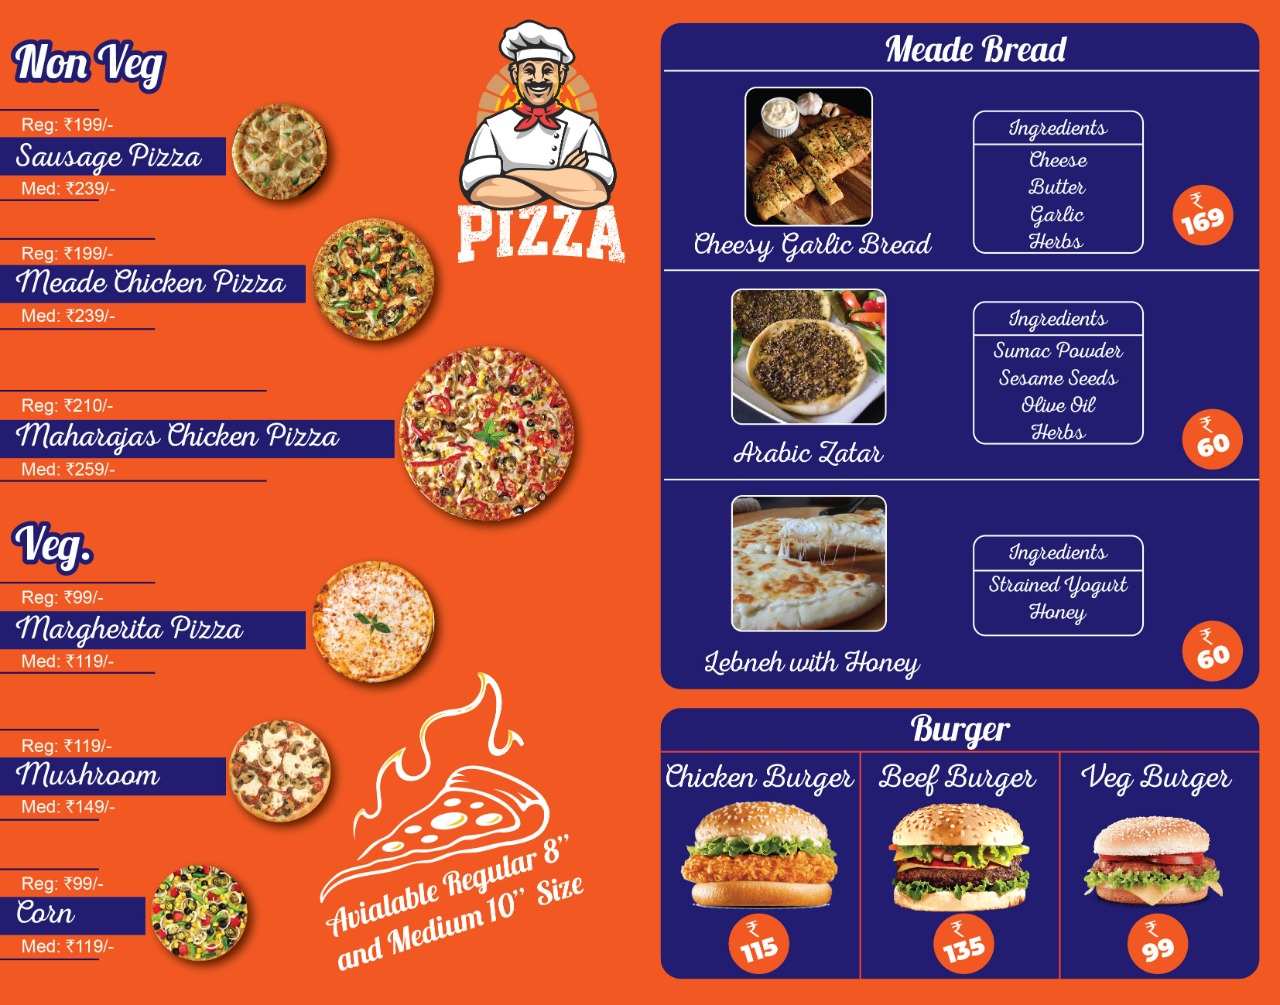 Non Veg
Reg: ₹199/-
Sausage Pizza
Med: ₹239/-
Reg: ₹199/-
Meade Chicken Pizza
Med: ₹239/-
Reg: ₹210/-
Maharajas Chicken Pizza
Med: ₹259/-
Veg.
Reg: ₹99/-
Margherita Pizza
Med: ₹119/-
Reg: ₹119/-
Mushroom
Med: ₹149/-
Reg: ₹99/-
Corn
Med: ₹119/-
PIZZA
Avialable Regular 8”
and Medium 10” Size
Meade Bread
Cheesy Garlic Bread
Ingredients
Cheese
Butter
Garlic
Herbs
₹
169
Arabic Zatar
Ingredients
Sumac Powder
Sesame Seeds
Olive Oil
Herbs
₹
60
Lebneh with Honey
Ingredients
Strained Yogurt
Honey
₹
60
Burger
Chicken Burger
₹
115
Beef Burger
₹
135
Veg Burger
₹
99